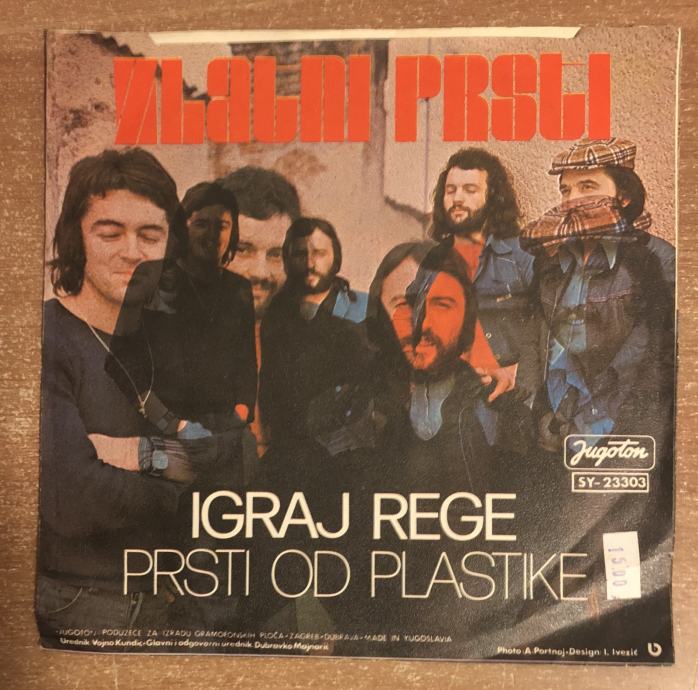 Zlatni Prsti
Jugoton
SY-23303
IGRAJ REGE
PRSTI OD PLASTIKE
1500
JUGOTON PODUZEĆE ZA IZRADU GRAMOFONSKIH PLOČA-ZAGREB-DUBRAVA-MADE IN YUGOSLAVIA
Urednik Vojno Kundić-Glavni i odgovorni urednik Dubravko Majnarić
Photo A. Portnoj-Design I. Ivezić